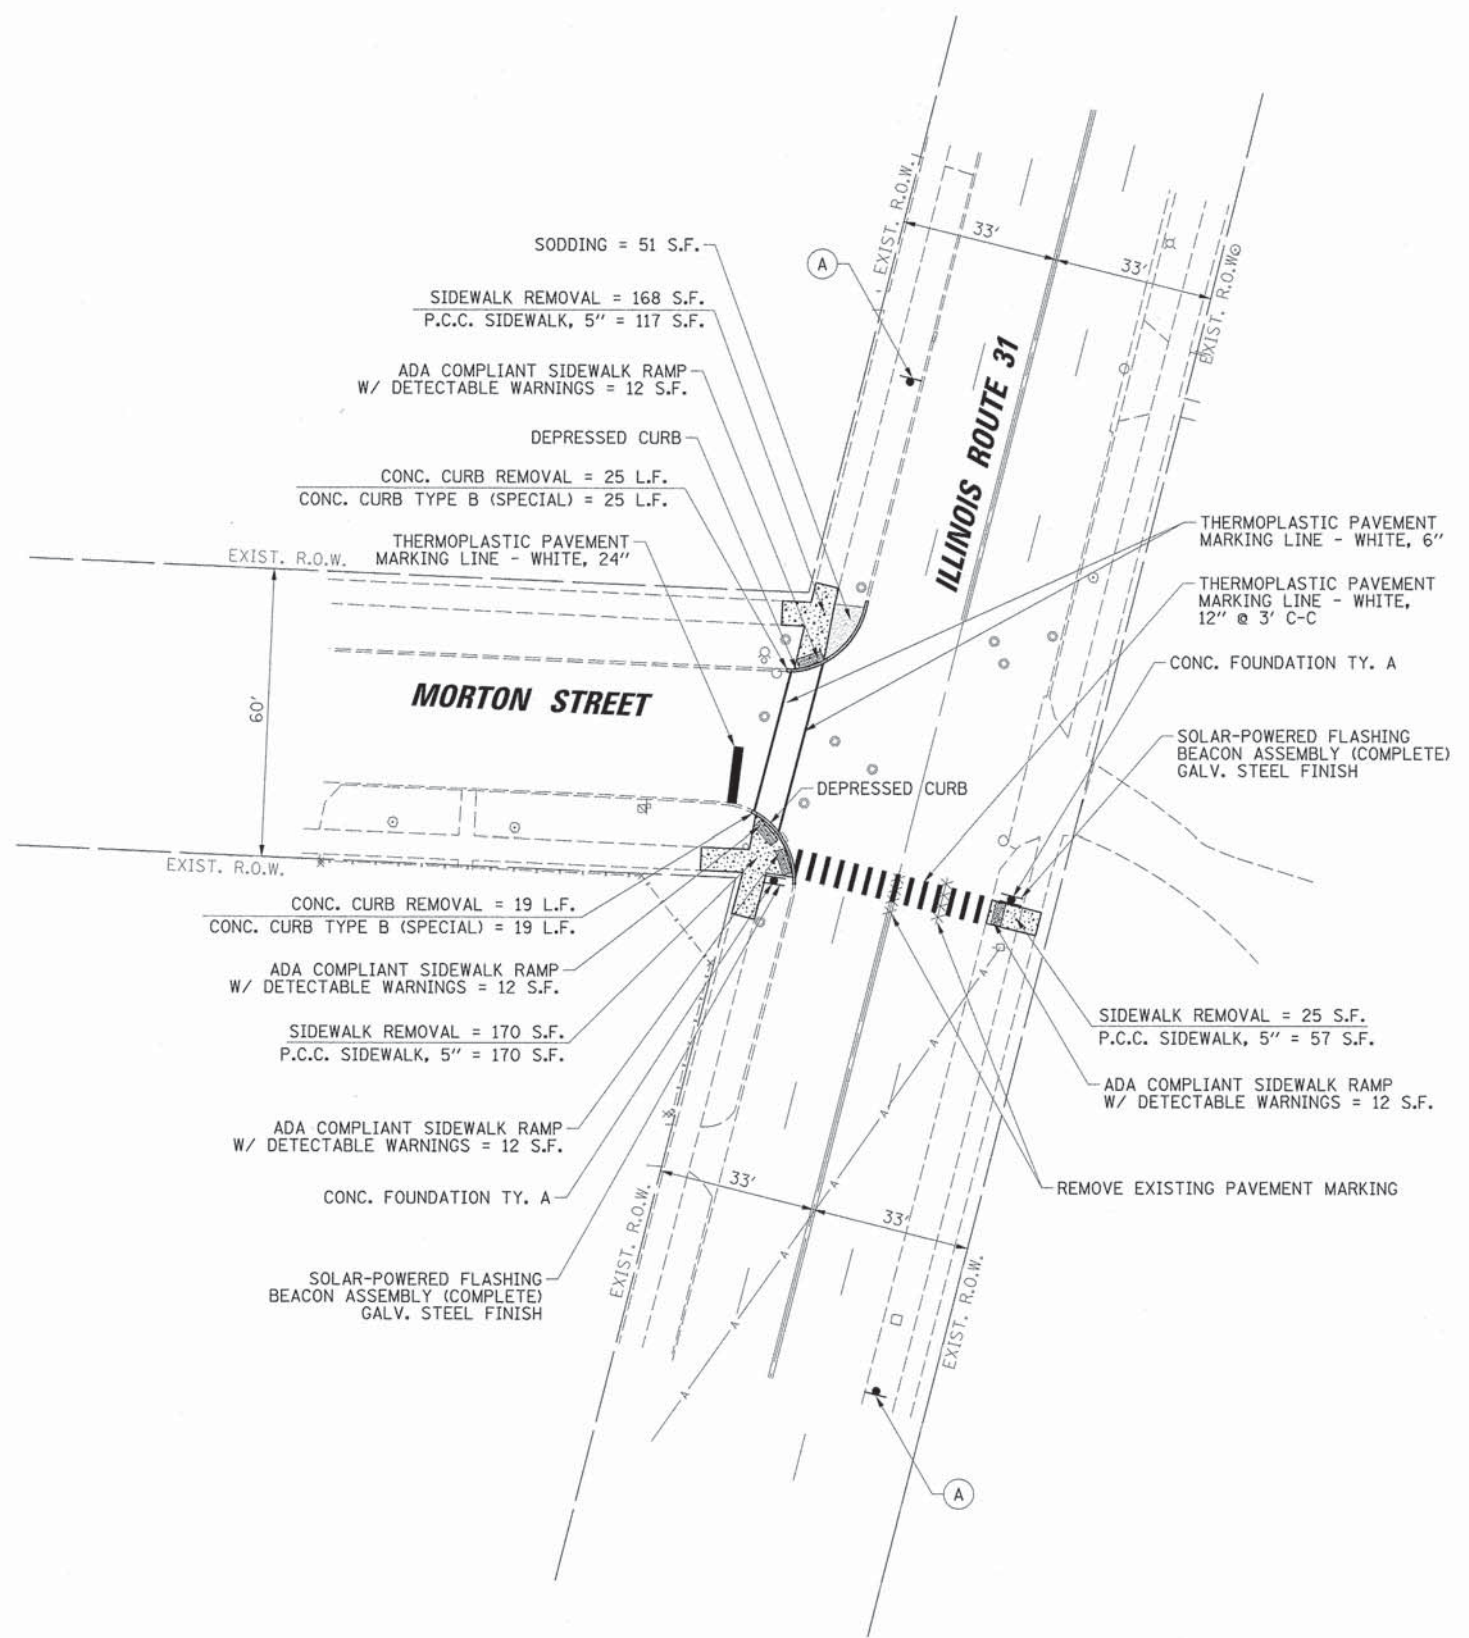 EXIST. R.O.W.
33'
33'
EXIST. R.O.W.
A
SODDING = 51 S.F.
SIDEWALK REMOVAL = 168 S.F.
P.C.C. SIDEWALK, 5" = 117 S.F.
ADA COMPLIANT SIDEWALK RAMP
W/ DETECTABLE WARNINGS = 12 S.F.
DEPRESSED CURB
CONC. CURB REMOVAL = 25 L.F.
CONC. CURB TYPE B (SPECIAL) = 25 L.F.
THERMOPLASTIC PAVEMENT
MARKING LINE - WHITE, 24"
EXIST. R.O.W.
ILLINOIS ROUTE 31
THERMOPLASTIC PAVEMENT
MARKING LINE - WHITE, 6"
THERMOPLASTIC PAVEMENT
MARKING LINE - WHITE,
12" @ 3' C-C
CONC. FOUNDATION TY. A
SOLAR-POWERED FLASHING
BEACON ASSEMBLY (COMPLETE)
GALV. STEEL FINISH
MORTON STREET
60'
DEPRESSED CURB
EXIST. R.O.W.
CONC. CURB REMOVAL = 19 L.F.
CONC. CURB TYPE B (SPECIAL) = 19 L.F.
ADA COMPLIANT SIDEWALK RAMP
W/ DETECTABLE WARNINGS = 12 S.F.
SIDEWALK REMOVAL = 170 S.F.
P.C.C. SIDEWALK, 5" = 170 S.F.
ADA COMPLIANT SIDEWALK RAMP
W/ DETECTABLE WARNINGS = 12 S.F.
CONC. FOUNDATION TY. A
SOLAR-POWERED FLASHING
BEACON ASSEMBLY (COMPLETE)
GALV. STEEL FINISH
SIDEWALK REMOVAL = 25 S.F.
P.C.C. SIDEWALK, 5" = 57 S.F.
ADA COMPLIANT SIDEWALK RAMP
W/ DETECTABLE WARNINGS = 12 S.F.
REMOVE EXISTING PAVEMENT MARKING
33'
33'
EXIST. R.O.W.
EXIST. R.O.W.
A
A
A
A
A
A
A